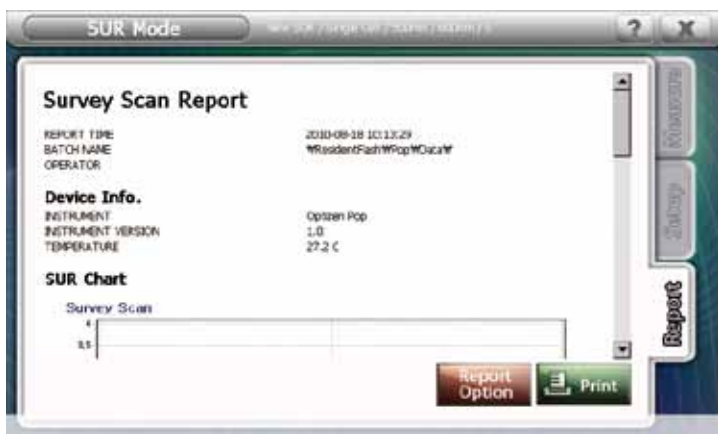 SUR Mode
? X
Survey Scan Report
REPORT TIME 2010-08-18 10:13:29
BATCH NAME ₩ResidentFlash₩Pop₩Data₩
OPERATOR
Device Info.
INSTRUMENT Optizen Pop
INSTRUMENT VERSION 1.0
TEMPERATURE 27.2 C
SUR Chart
Survey Scan
4
3.5
Report Option
Print
Measure
Setup
Report